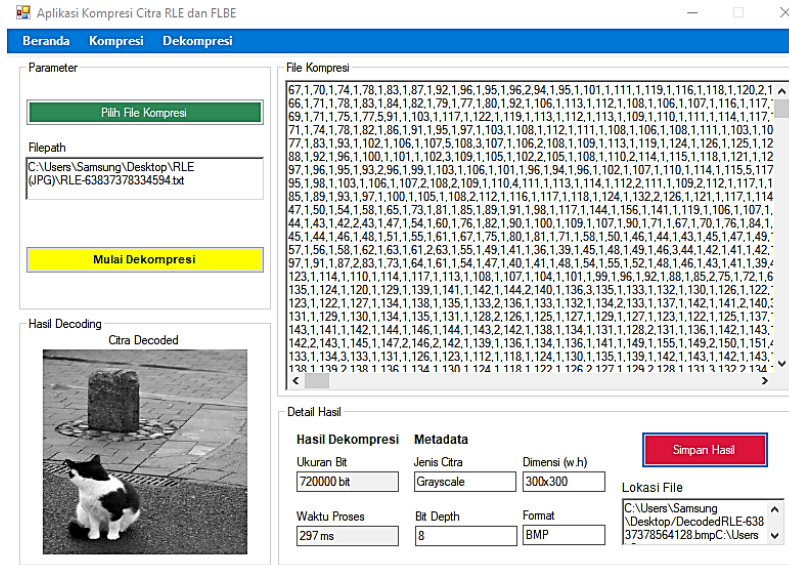 Aplikasi Kompresi Citra RLE dan FLBE
Beranda Kompresi Dekompresi
Parameter
Pilih File Kompresi
Filepath
C:\Users\Samsung\Desktop\RLE
(JPG)\RLE-63837378334594.txt
Mulai Dekompresi
File Kompresi
67,1,70,1,74,1,78,1,83,1,87,1,92,1,96,1,95,1,96,2,94,1,95,1,101,1,111,1,119,1,116,1,118,1,120,2,1
66,1,71,1,78,1,83,1,84,1,82,1,79,1,77,1,80,1,92,1,106,1,113,1,112,1,108,1,106,1,107,1,116,1,117,
69,1,71,1,75,1,77,5,91,1,103,1,117,1,122,1,119,1,113,1,112,1,113,1,109,1,110,1,111,1,114,1,117,
71,1,74,1,78,1,82,1,86,1,91,1,95,1,97,1,103,1,108,1,112,1,111,1,108,1,106,1,108,1,111,1,103,1,10
77,1,83,1,93,1,102,1,106,1,107,5,108,3,107,1,106,2,108,1,109,1,113,1,119,1,124,1,126,1,125,1,12
88,1,92,1,96,1,100,1,101,1,102,3,109,1,105,1,102,2,105,1,108,1,110,2,114,1,115,1,118,1,121,1,12
97,1,96,1,95,1,93,2,96,1,99,1,103,1,106,1,101,1,96,1,94,1,96,1,102,1,107,1,110,1,114,1,115,5,117
95,1,98,1,103,1,106,1,107,2,108,2,109,1,110,4,111,1,113,1,114,1,112,2,111,1,109,2,112,1,117,1,1
85,1,89,1,93,1,97,1,100,1,105,1,108,2,112,1,116,1,117,1,118,1,124,1,132,2,126,1,121,1,117,1,114
47,1,50,1,54,1,58,1,65,1,73,1,81,1,85,1,89,1,91,1,98,1,117,1,144,1,156,1,141,1,119,1,106,1,107,1,
44,1,43,1,42,2,43,1,47,1,54,1,60,1,76,1,82,1,90,1,100,1,109,1,107,1,90,1,71,1,67,1,70,1,76,1,84,1,
45,1,44,1,46,1,48,1,51,1,55,1,61,1,67,1,75,1,80,1,81,1,71,1,58,1,50,1,46,1,44,1,43,1,45,1,47,1,49,
57,1,56,1,58,1,62,1,63,1,61,2,63,1,55,1,49,1,41,1,36,1,39,1,45,1,48,1,49,1,46,3,44,1,42,1,41,1,42,
97,1,91,1,87,2,83,1,73,1,64,1,61,1,54,1,47,1,40,1,41,1,48,1,54,1,55,1,52,1,48,1,46,1,43,1,41,1,39,4
123,1,114,1,110,1,114,1,117,1,113,1,108,1,107,1,104,1,101,1,99,1,96,1,92,1,88,1,85,2,75,1,72,1,6
135,1,124,1,120,1,129,1,139,1,141,1,142,1,144,2,140,1,136,3,135,1,133,1,132,1,130,1,126,1,122,
123,1,122,1,127,1,134,1,138,1,135,1,133,2,136,1,133,1,132,1,134,2,133,1,137,1,142,1,141,2,140,3
131,1,129,1,130,1,134,1,135,1,131,1,128,2,126,1,125,1,127,1,129,1,127,1,123,1,122,1,125,1,137,
143,1,141,1,142,1,144,1,146,1,144,1,143,2,142,1,138,1,134,1,131,1,128,2,131,1,136,1,142,1,143,
142,2,143,1,145,1,147,2,146,2,142,1,139,1,136,1,134,1,136,1,141,1,149,1,155,1,149,2,150,1,151,4
133,1,134,3,133,1,131,1,126,1,123,1,112,1,118,1,124,1,130,1,135,1,139,1,142,1,143,1,142,1,143,
138,1,139,2,138,1,136,1,134,1,130,1,124,1,118,1,122,1,126,2,127,1,129,2,128,1,131,3,132,2,134,
Hasil Decoding
Citra Decoded
Detail Hasil
Hasil Dekompresi Metadata
Ukuran Bit Jenis Citra Dimensi (w.h)
720000 bit Grayscale 300x300
Simpan Hasil
Waktu Proses Bit Depth Format
297 ms 8 BMP
Lokasi File
C:\Users\Samsung
\Desktop/DecodedRLE-638
37378564128.bmpC:\Users